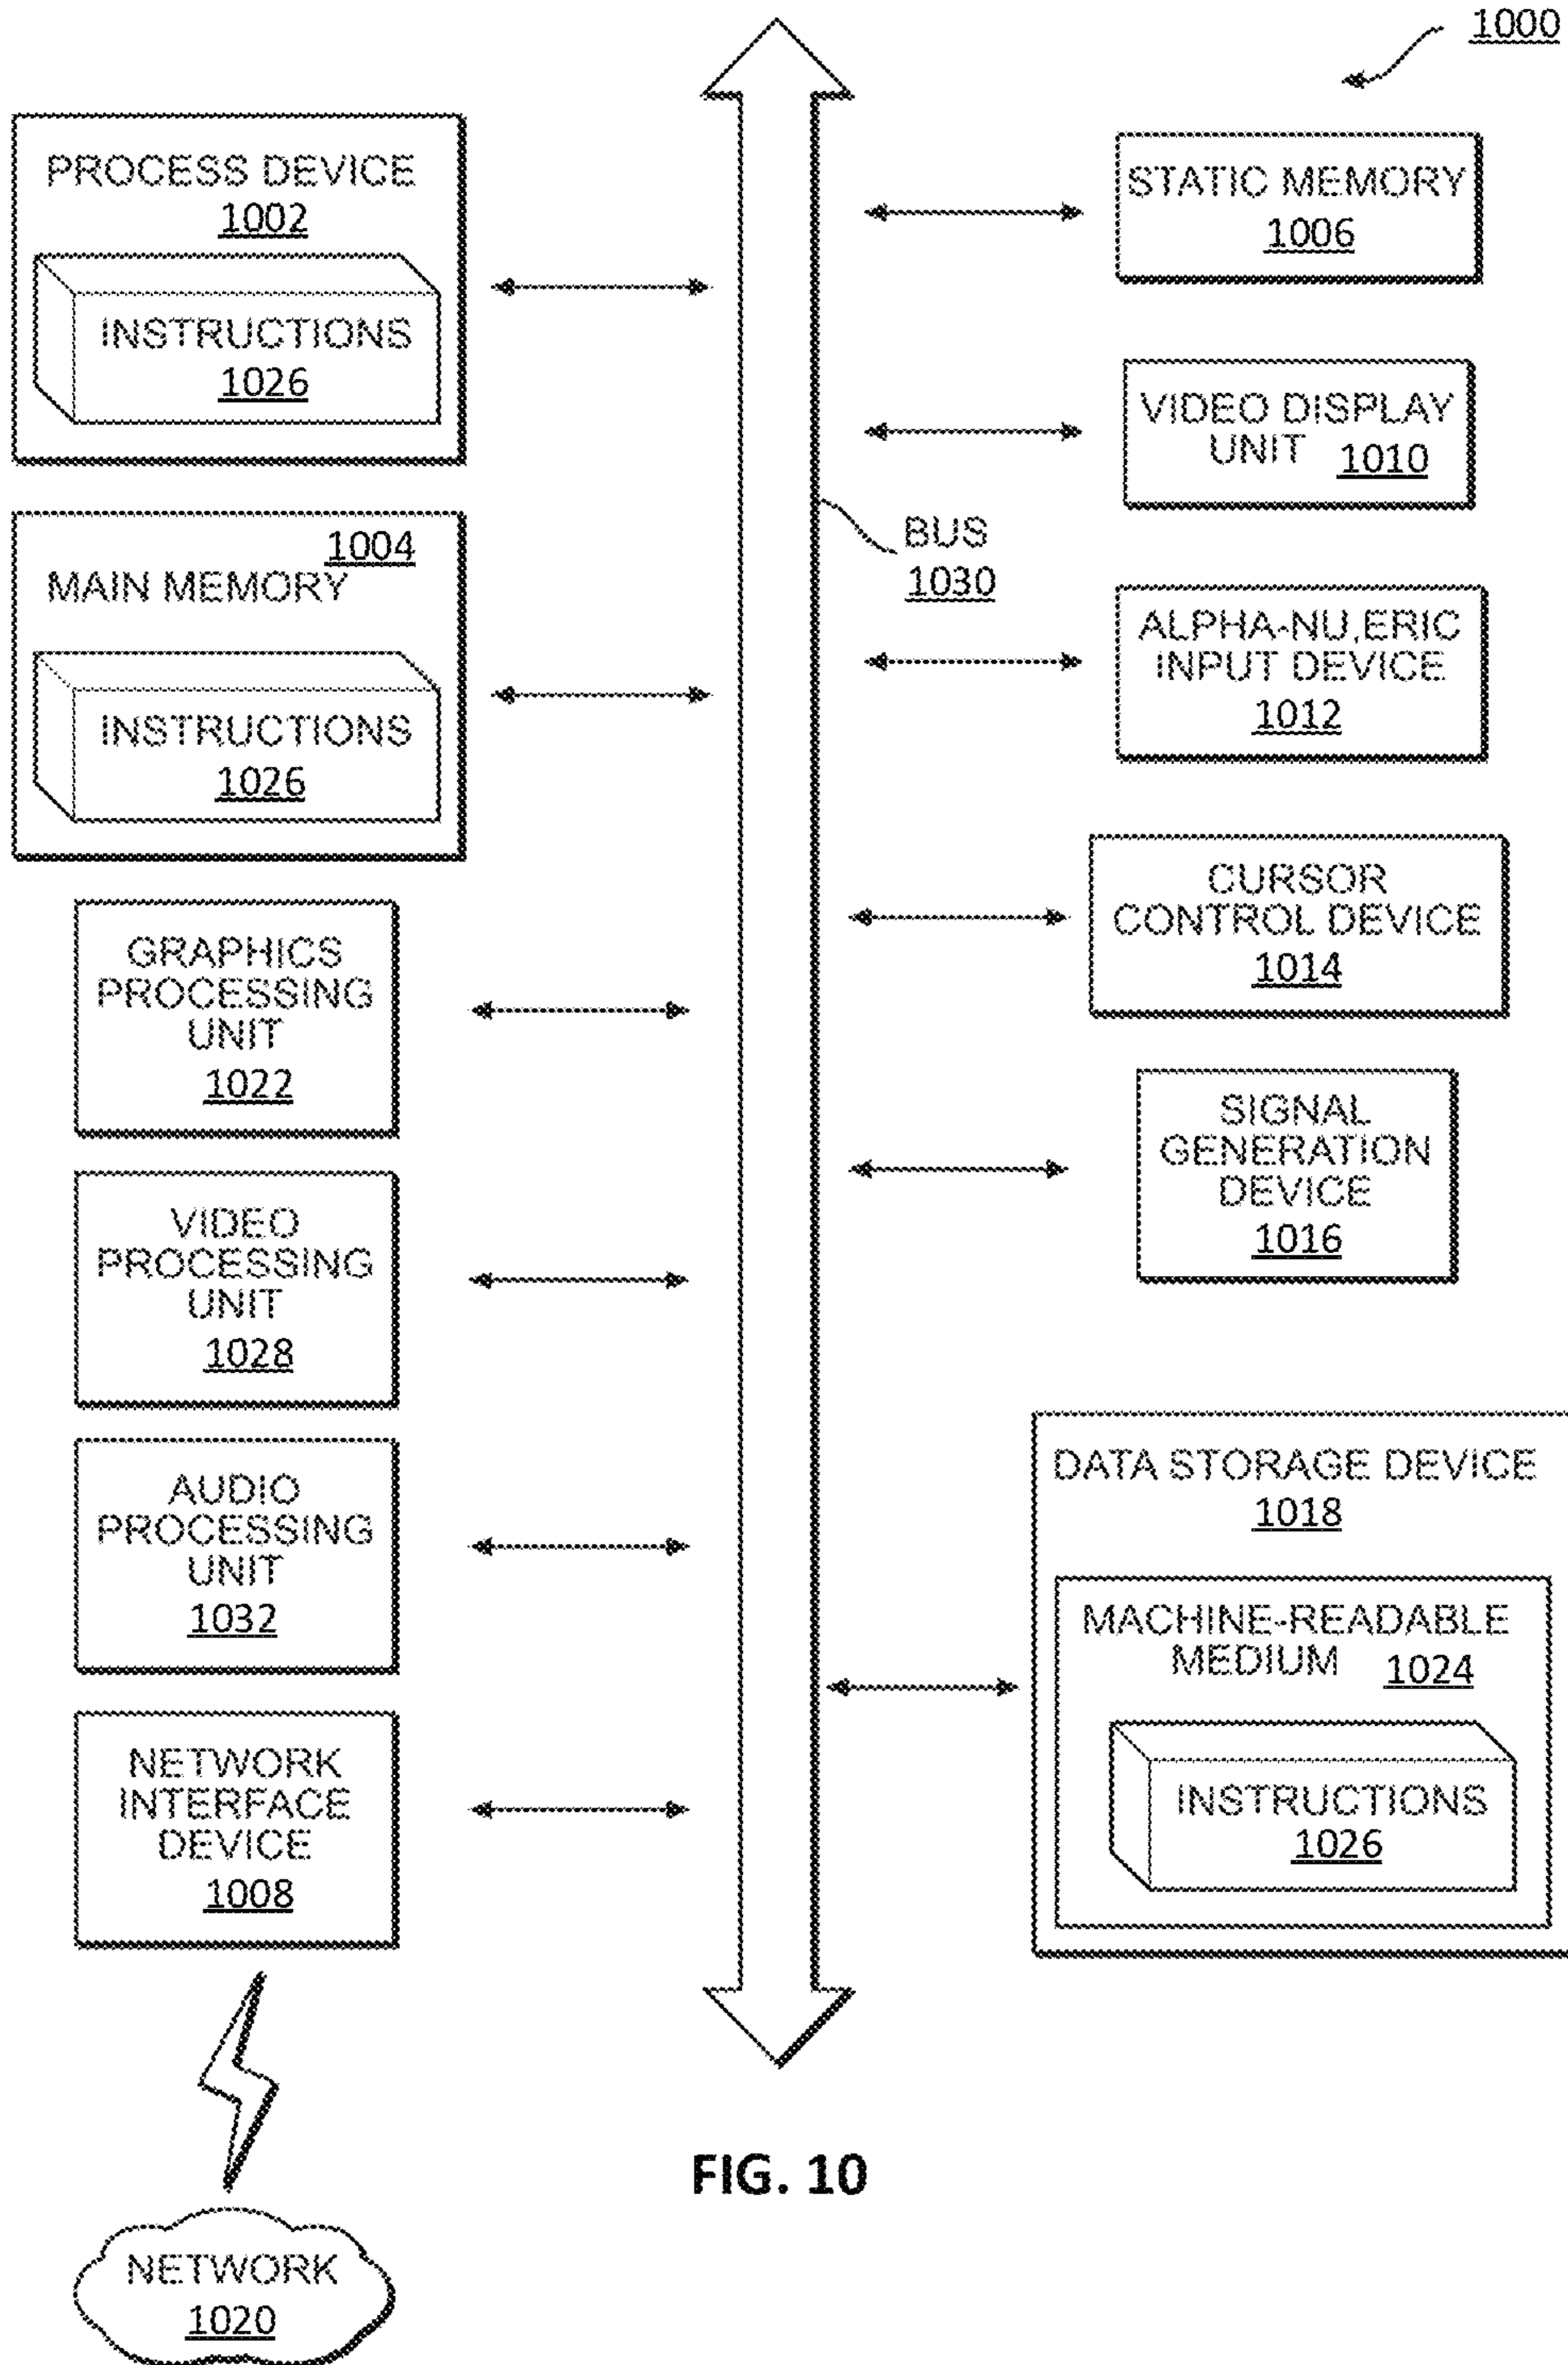 1000
PROCESS DEVICE
1002
INSTRUCTIONS
1026
1004
MAIN MEMORY
INSTRUCTIONS
1026
GRAPHICS
PROCESSING
UNIT
1022
VIDEO
PROCESSING
UNIT
1028
AUDIO
PROCESSING
UNIT
1032
NETWORK
INTERFACE
DEVICE
1008
NETWORK
1020
BUS
1030
STATIC MEMORY
1006
VIDEO DISPLAY
UNIT 1010
ALPHA-NU,ERIC
INPUT DEVICE
1012
CURSOR
CONTROL DEVICE
1014
SIGNAL
GENERATION
DEVICE
1016
DATA STORAGE DEVICE
1018
MACHINE-READABLE
MEDIUM 1024
INSTRUCTIONS
1026
FIG. 10